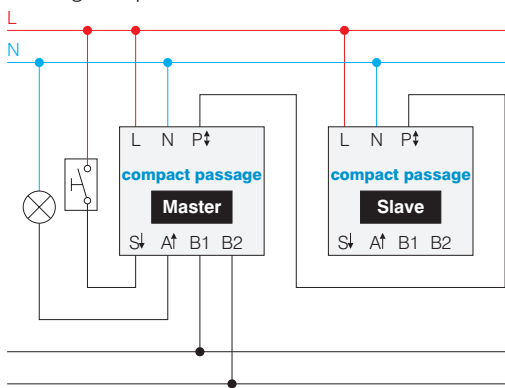 L
N
L N P↕ L N P↕
compact passage compact passage
Master Slave
S↓ A↑ B1 B2 S↓ A↑ B1 B2